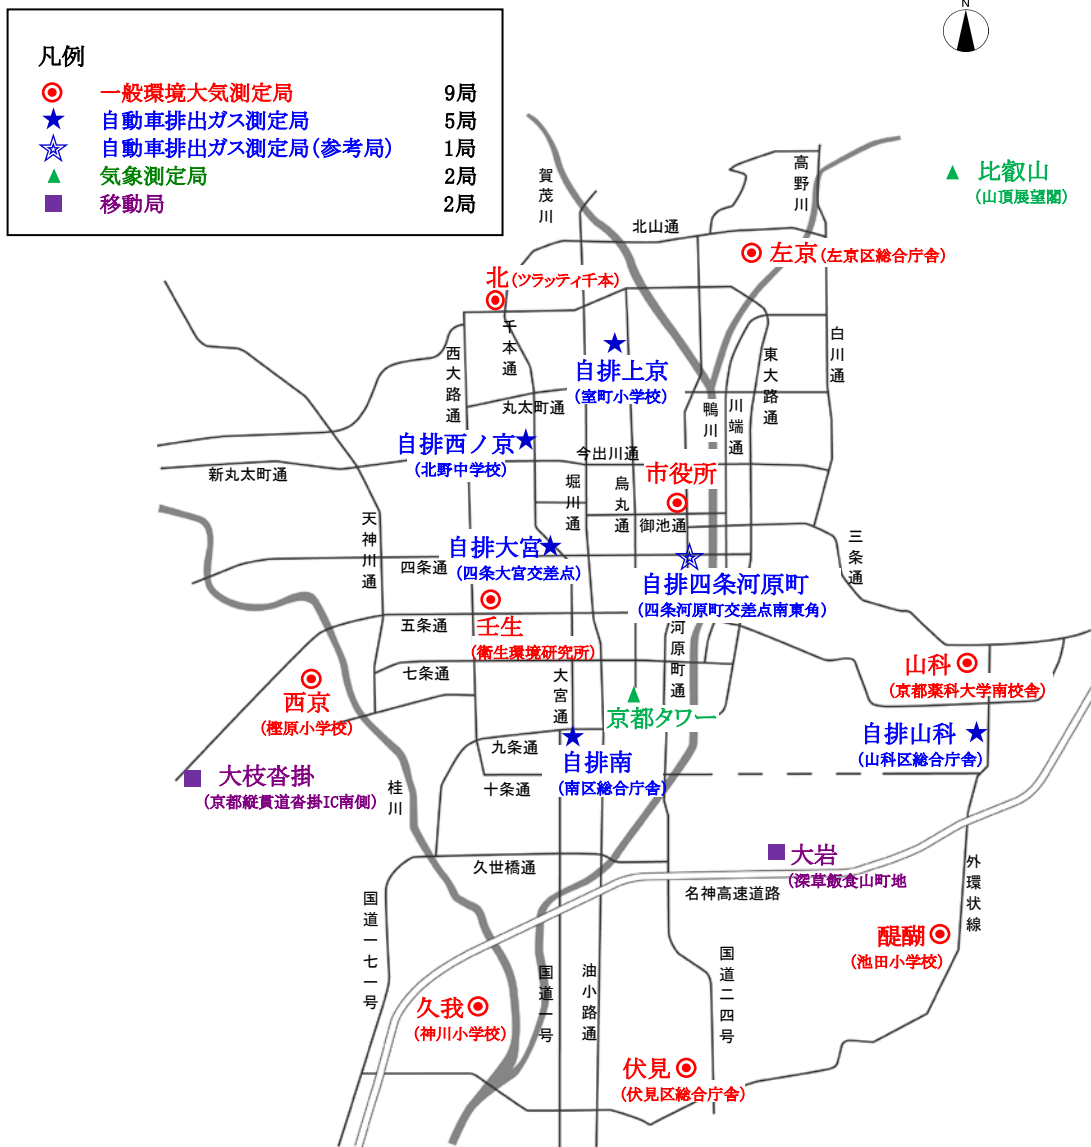 N
凡例
一般環境大気測定局 9局
自動車排出ガス測定局 5局
自動車排出ガス測定局(参考局) 1局
気象測定局 2局
移動局 2局
賀茂川
高野川
比叡山
(山頂展望閣)
北山通
左京(左京区総合庁舎)
北(ツラッティ千本)
千本通
西大路通
自排上京
(室町小学校)
東大路通
白川通
丸太町通
鴨川
川端通
自排西ノ京
(北野中学校)
今出川通
市役所
新丸太町通
堀川通
烏丸通
御池通
天神川通
三条通
自排大宮
(四条大宮交差点)
四条通
自排四条河原町
(四条河原町交差点南東角)
五条通
壬生
(衛生環境研究所)
河原町通
山科
(京都薬科大学南校舎)
七条通
大宮通
西京
(樫原小学校)
京都タワー
自排山科
(山科区総合庁舎)
九条通
自排南
(南区総合庁舎)
大枝沓掛
(京都縦貫道沓掛IC南側)
桂川
十条通
大岩
(深草飯食山町地
久世橋通
名神高速道路
外環状線
国道一七一号
醍醐
(池田小学校)
国道一号
油小路通
国道二四号
久我
(神川小学校)
伏見
(伏見区総合庁舎)